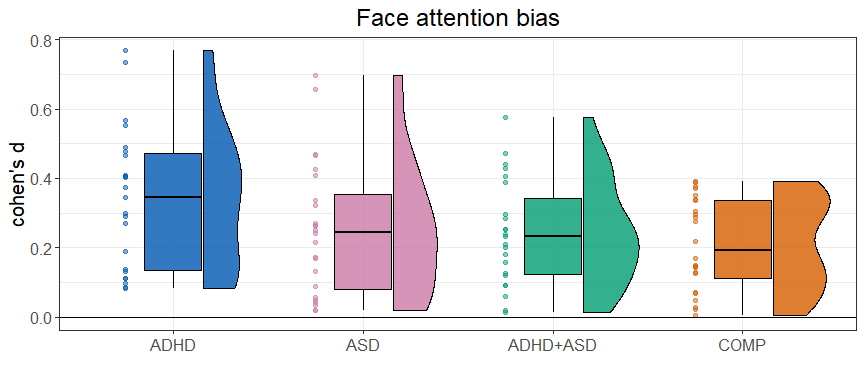 Face attention bias
cohen's d
0.8
0.6
0.4
0.2
0.0
ADHD
ASD
ADHD+ASD
COMP